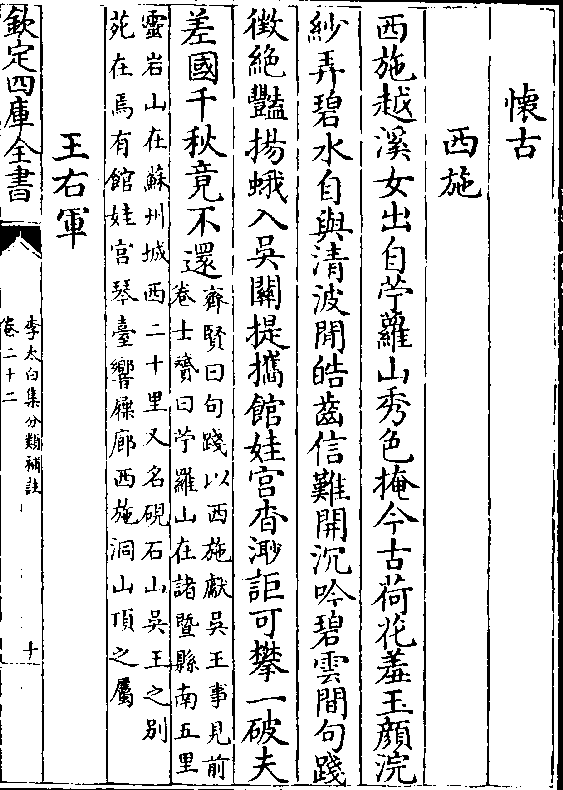 懷古
西施
西施越溪女出自苧蘿山秀色掩今古荷花羞玉顔浣
紗弄碧水自與清波閒皓齒信難開沉吟碧雲間句踐
徴絶豔揚蛾入吳關提攜館娃宮杳渺詎可攀一破夫
差國千秋竟不還
齊賢曰句踐以西施獻吳王事見前
卷士贇曰苧羅山在諸暨縣南五里
靈岩山在蘇州城西二十里又名硯石山吳王之别
苑在焉有館娃宮琴臺響屧廊西施洞山頂之屬
王右軍
欽定四庫全書
李太白集分類補註
卷二十二
十